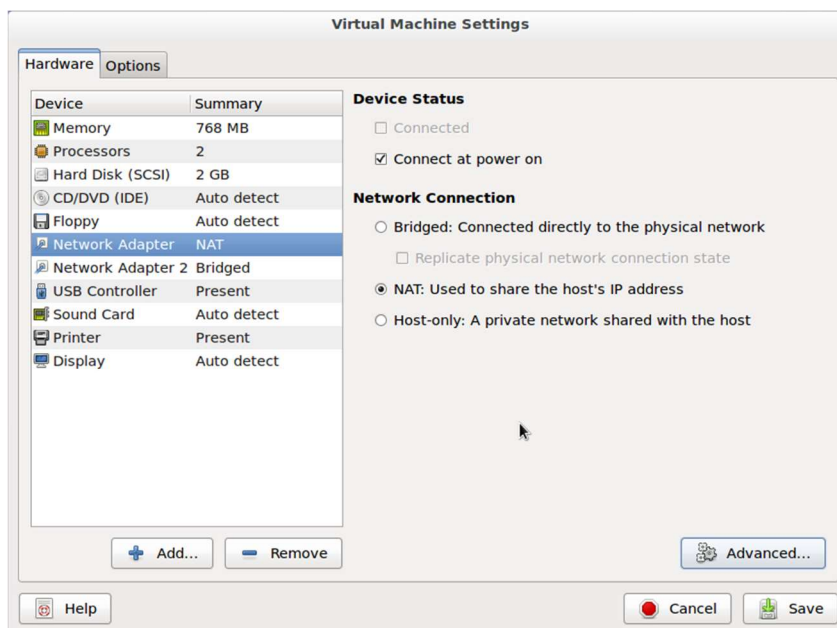 Virtual Machine Settings
Hardware Options
Device Summary
Memory 768 MB
Processors 2
Hard Disk (SCSI) 2 GB
CD/DVD (IDE) Auto detect
Floppy Auto detect
Network Adapter NAT
Network Adapter 2 Bridged
USB Controller Present
Sound Card Auto detect
Printer Present
Display Auto detect
Device Status
Connected
Connect at power on
Network Connection
Bridged: Connected directly to the physical network
Replicate physical network connection state
NAT: Used to share the host's IP address
Host-only: A private network shared with the host
Add... Remove
Advanced...
Help Cancel Save